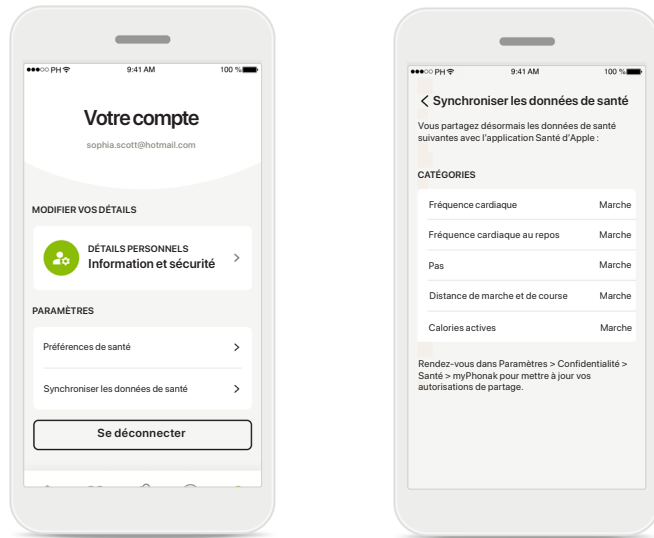 PH
9:41 AM
100 %
Votre compte
sophia.scott@hotmail.com
MODIFIER VOS DÉTAILS
DÉTAILS PERSONNELS
Information et sécurité
PARAMÈTRES
Préférences de santé
Synchroniser les données de santé
Se déconnecter
PH
9:41 AM
100 %
Synchroniser les données de santé
Vous partagez désormais les données de santé
suivantes avec l'application Santé d'Apple :
CATÉGORIES
Fréquence cardiaque Marche
Fréquence cardiaque au repos Marche
Pas Marche
Distance de marche et de course Marche
Calories actives Marche
Rendez-vous dans Paramètres > Confidentialité >
Santé > myPhonak pour mettre à jour vos
autorisations de partage.